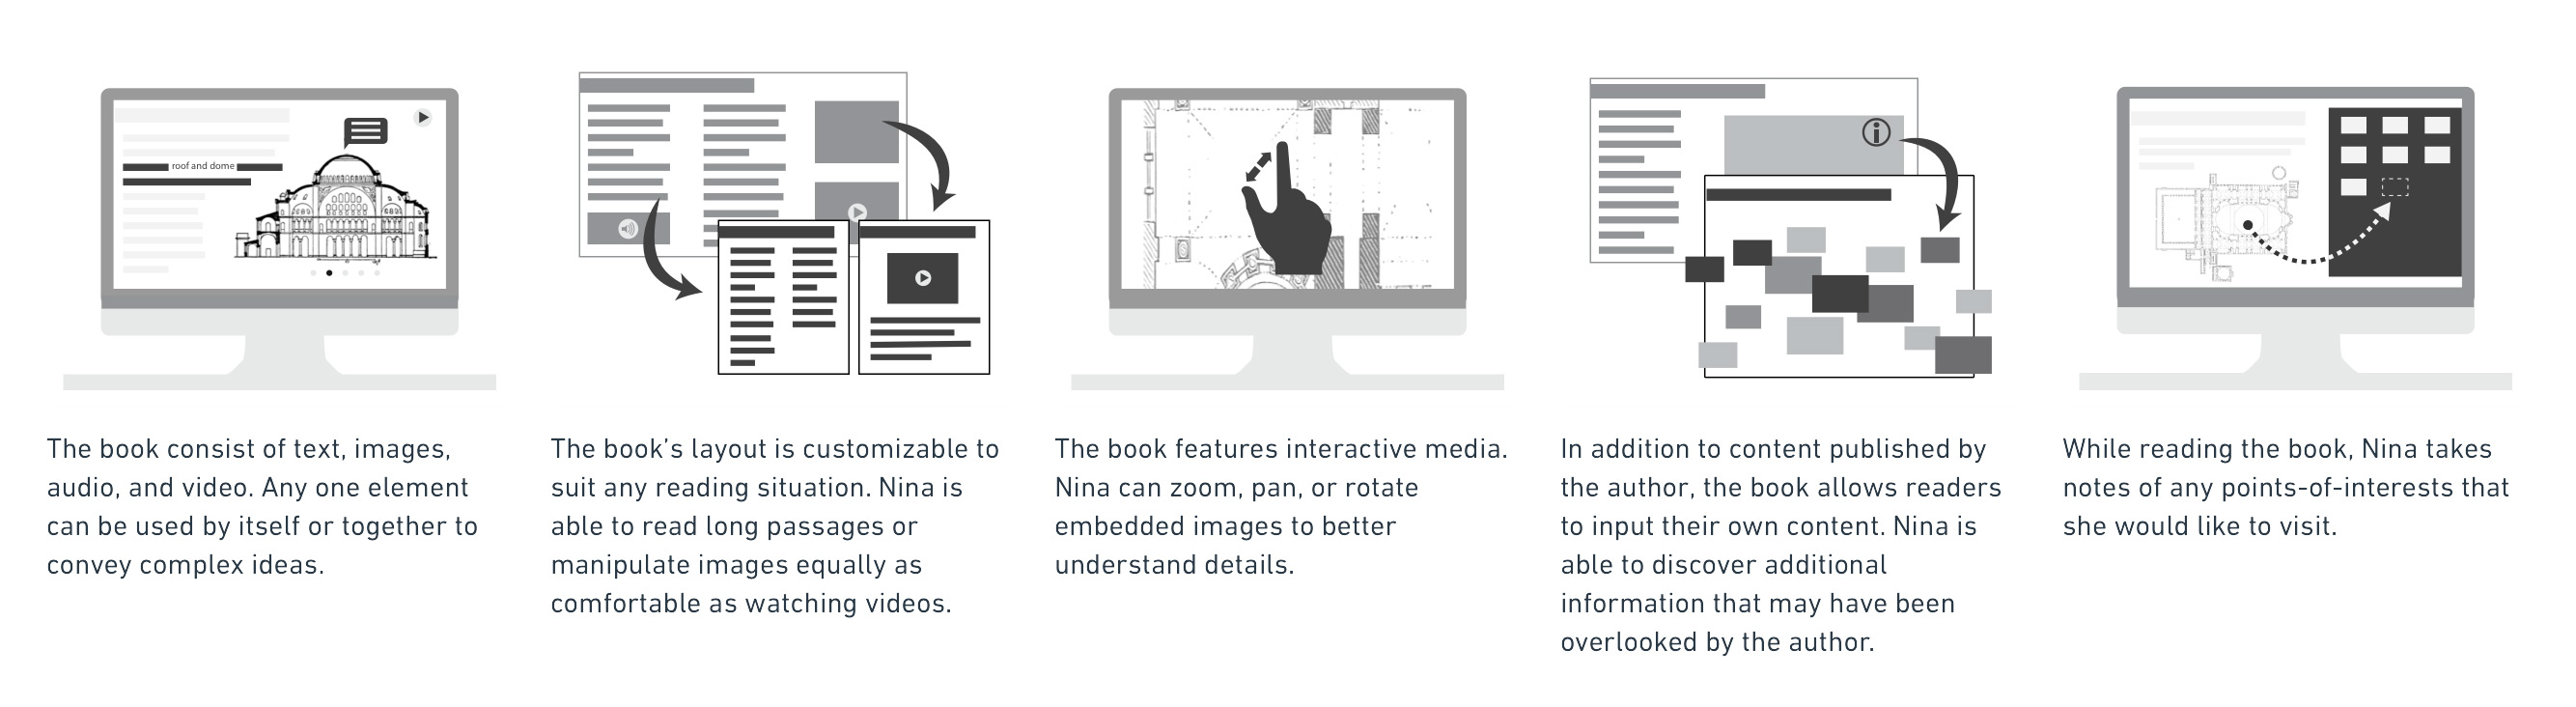 roof and dome
The book consist of text, images,
audio, and video. Any one element
can be used by itself or together to
convey complex ideas.
The book’s layout is customizable to
suit any reading situation. Nina is
able to read long passages or
manipulate images equally as
comfortable as watching videos.
The book features interactive media.
Nina can zoom, pan, or rotate
embedded images to better
understand details.
In addition to content published by
the author, the book allows readers
to input their own content. Nina is
able to discover additional
information that may have been
overlooked by the author.
While reading the book, Nina takes
notes of any points-of-interests that
she would like to visit.